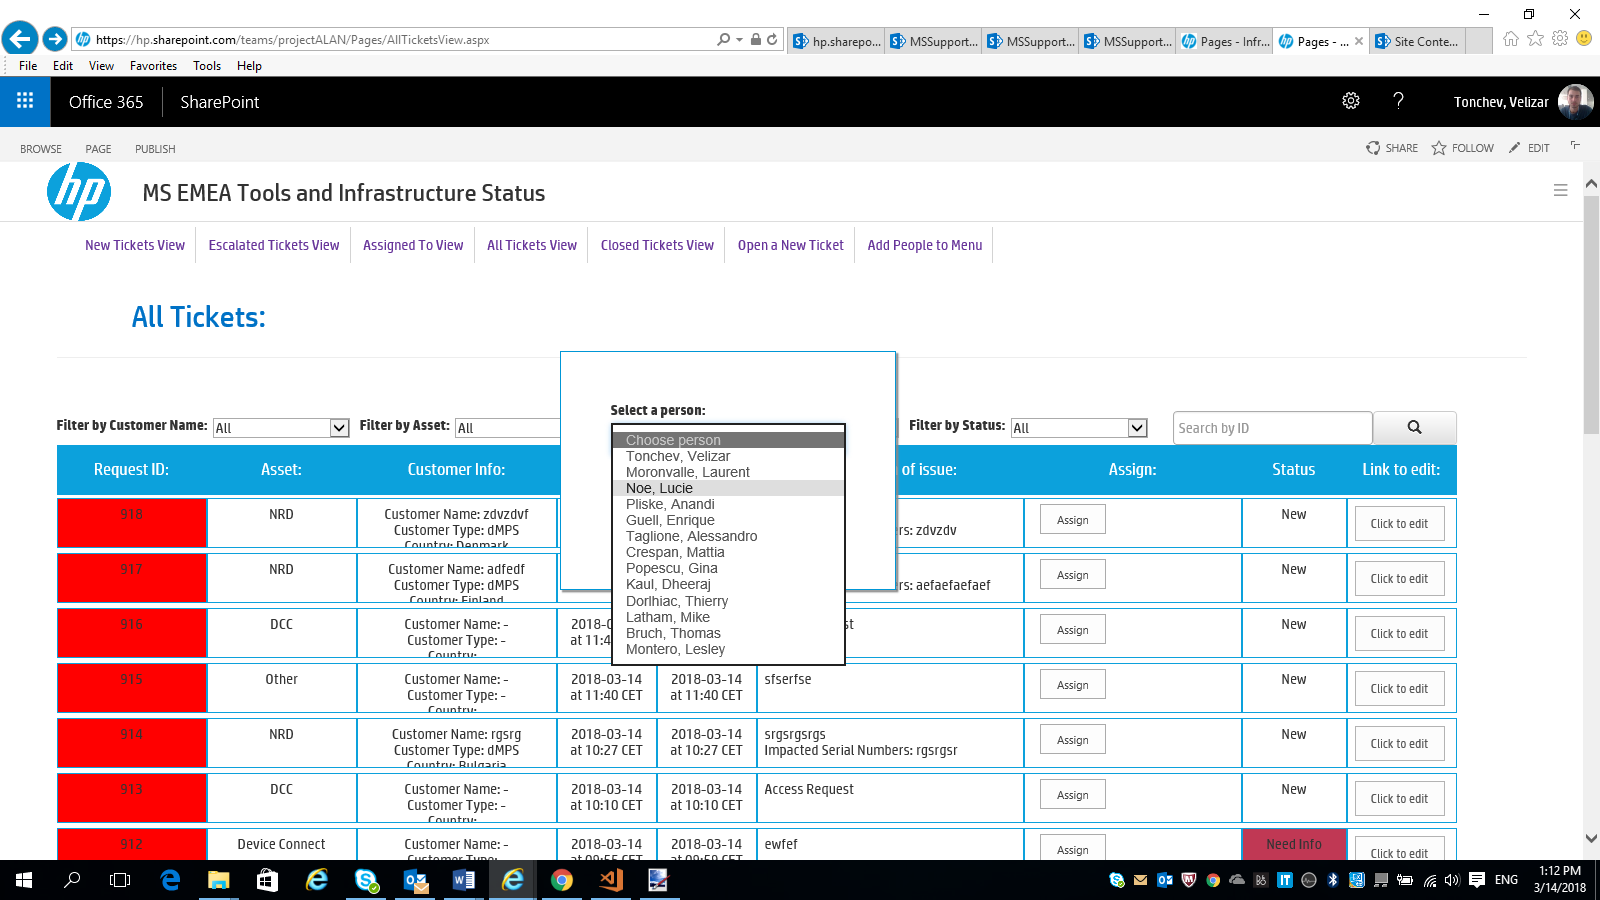 https://hp.sharepoint.com/teams/projectALAN/Pages/AllTicketsView.aspx
hp.sharepo...
MSSupport...
MSSupport...
MSSupport...
Pages - Infr...
Pages - ...
Site Conte...
File Edit View Favorites Tools Help
Office 365 SharePoint
Tonchev, Velizar
BROWSE PAGE PUBLISH
SHARE FOLLOW EDIT
hp
MS EMEA Tools and Infrastructure Status
New Tickets View
Escalated Tickets View
Assigned To View
All Tickets View
Closed Tickets View
Open a New Ticket
Add People to Menu
All Tickets:
Filter by Customer Name: All
Filter by Asset: All
Filter by Status: All
Search by ID
Select a person:
Choose person
Tonchev, Velizar
Moronvalle, Laurent
Noe, Lucie
Pliske, Anandi
Guell, Enrique
Taglione, Alessandro
Crespan, Mattia
Popescu, Gina
Kaul, Dheeraj
Dorlhiac, Thierry
Latham, Mike
Bruch, Thomas
Montero, Lesley
Request ID: Asset: Customer Info: of issue: Assign: Status Link to edit:
918 NRD
Customer Name: zdvzdvf
Customer Type: dMPS
Country: Denmark
ers: zdvzdv
Assign New Click to edit
917 NRD
Customer Name: adfedf
Customer Type: dMPS
Country: Finland
ers: aefaefaefaef
Assign New Click to edit
916 DCC
Customer Name: -
Customer Type: -
Country:
2018-0
at 11:4
st
Assign New Click to edit
915 Other
Customer Name: -
Customer Type: -
Country:
2018-03-14
at 11:40 CET
2018-03-14
at 11:40 CET
sfserfse
Assign New Click to edit
914 NRD
Customer Name: rgsrg
Customer Type: dMPS
Country: Bulgaria
2018-03-14
at 10:27 CET
2018-03-14
at 10:27 CET
srgsrgsrgs
Impacted Serial Numbers: rgsrgsr
Assign New Click to edit
913 DCC
Customer Name: -
Customer Type: -
Country:
2018-03-14
at 10:10 CET
2018-03-14
at 10:10 CET
Access Request
Assign New Click to edit
912 Device Connect
Customer Name: -
Customer Type: -
2018-03-14
at 09:55 CET
2018-03-14
at 09:59 CET
ewfef
Assign Need Info Click to edit
ENG
1:12 PM
3/14/2018